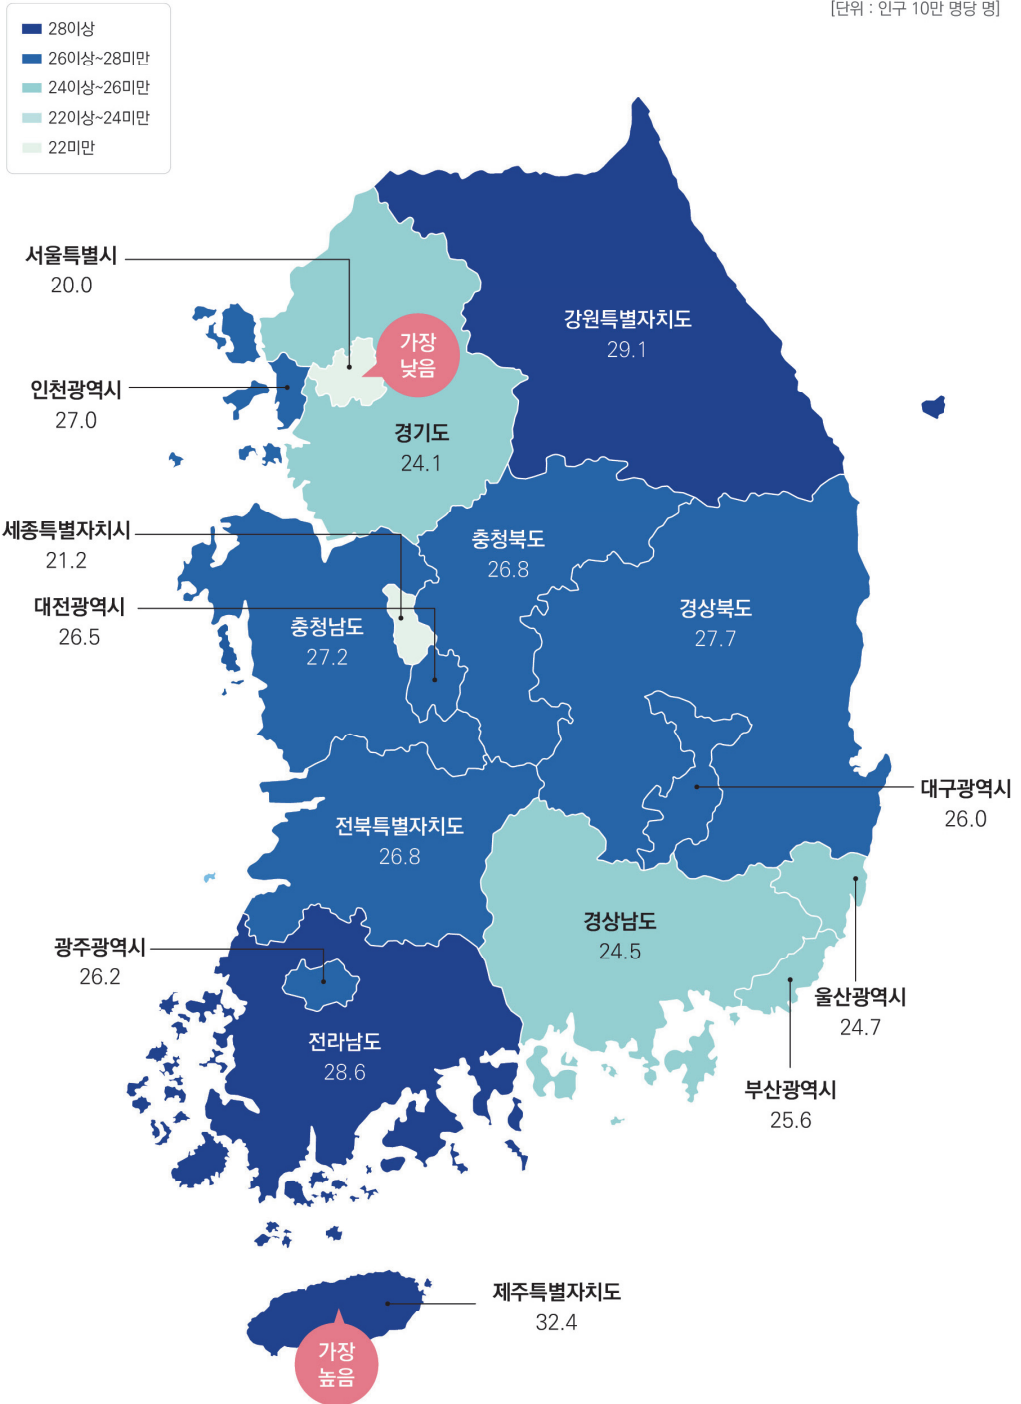 [단위 : 인구 10만 명당 명]
28이상
26이상~28미만
24이상~26미만
22이상~24미만
22미만
서울특별시
20.0
강원특별자치도
29.1
가장
낮음
인천광역시
27.0
경기도
24.1
세종특별자치시
21.2
충청북도
26.8
대전광역시
26.5
충청남도
27.2
경상북도
27.7
대구광역시
26.0
전북특별자치도
26.8
경상남도
24.5
광주광역시
26.2
울산광역시
24.7
전라남도
28.6
부산광역시
25.6
제주특별자치도
32.4
가장
높음